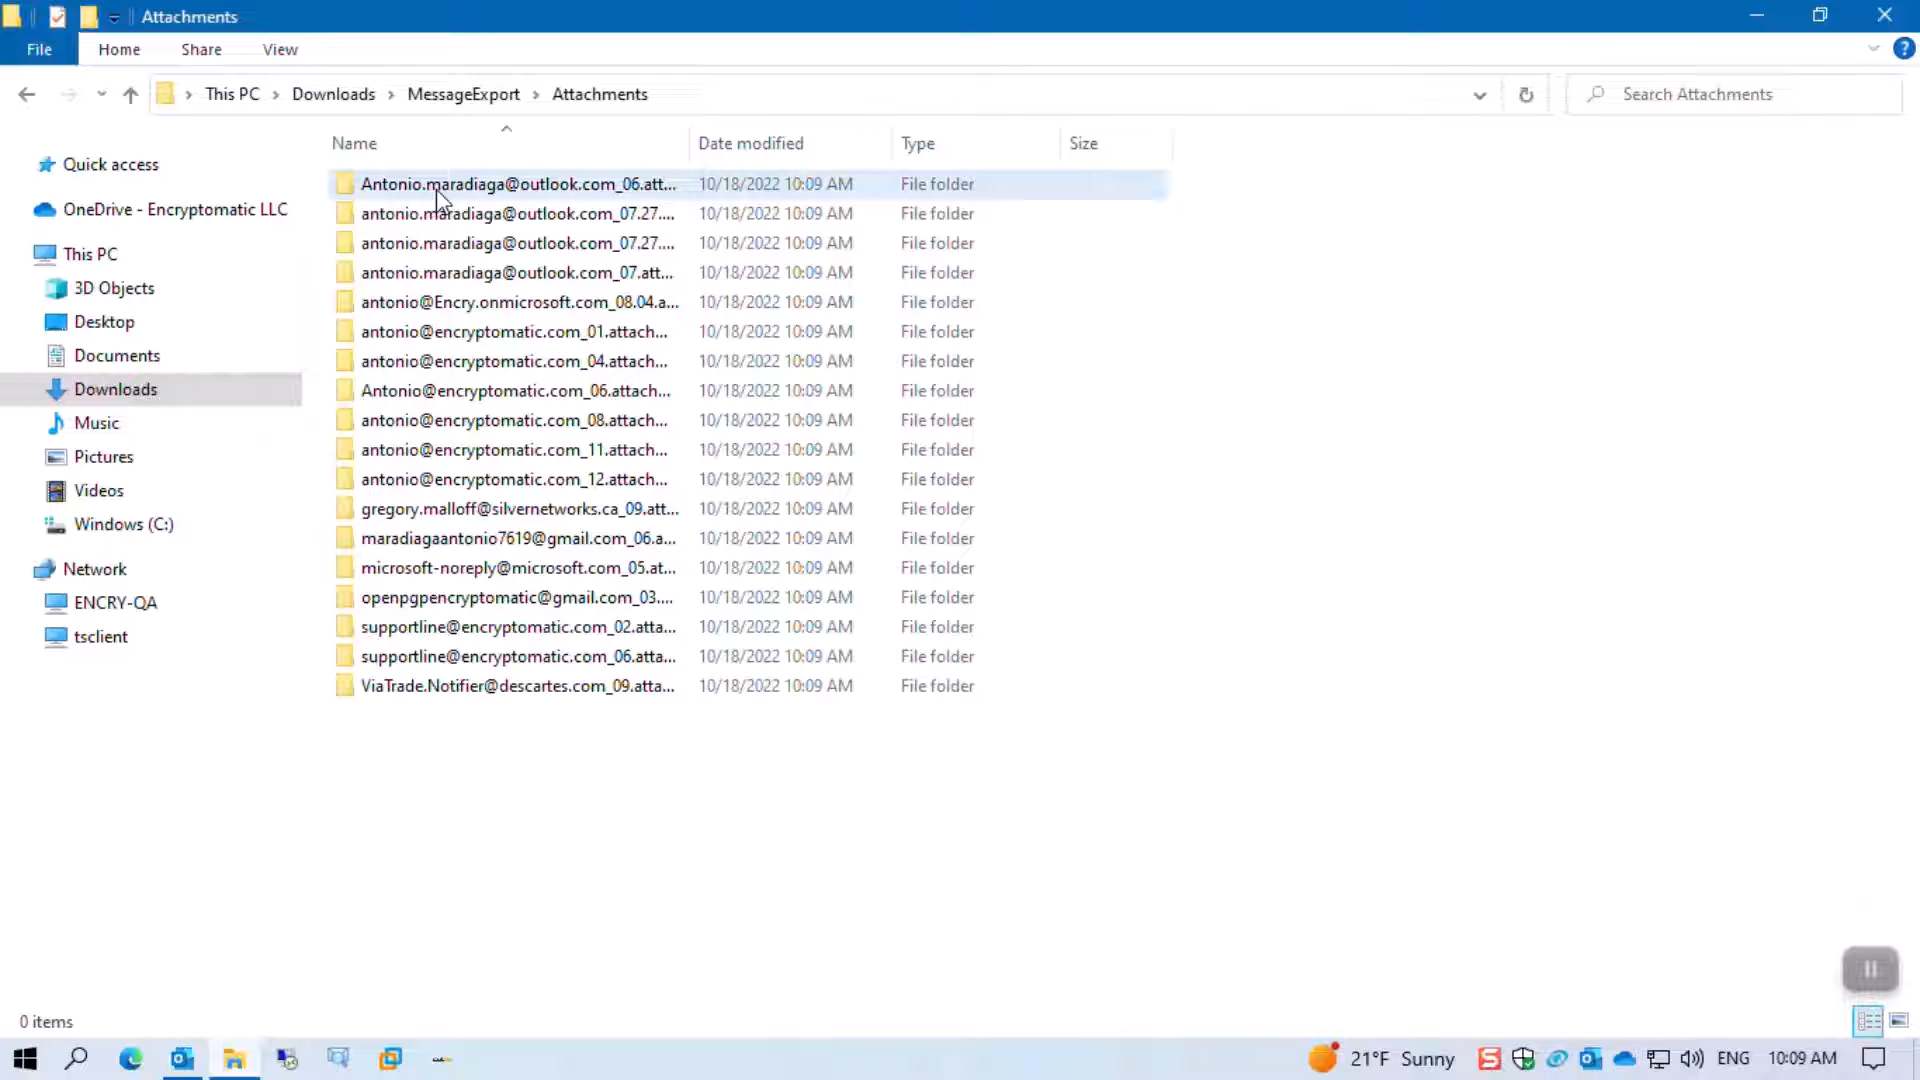 Attachments
File Home Share View
This PC Downloads MessageExport Attachments
Search Attachments
Name Date modified Type Size
Quick access
OneDrive - Encryptomatic LLC
This PC
3D Objects
Desktop
Documents
Downloads
Music
Pictures
Videos
Windows (C:)
Network
ENCRY-QA
tsclient
Antonio.maradiaga@outlook.com_06.att... 10/18/2022 10:09 AM File folder
antonio.maradiaga@outlook.com_07.27.... 10/18/2022 10:09 AM File folder
antonio.maradiaga@outlook.com_07.27.... 10/18/2022 10:09 AM File folder
antonio.maradiaga@outlook.com_07.att... 10/18/2022 10:09 AM File folder
antonio@Encry.onmicrosoft.com_08.04.a... 10/18/2022 10:09 AM File folder
antonio@encryptomatic.com_01.attach... 10/18/2022 10:09 AM File folder
antonio@encryptomatic.com_04.attach... 10/18/2022 10:09 AM File folder
Antonio@encryptomatic.com_06.attach... 10/18/2022 10:09 AM File folder
antonio@encryptomatic.com_08.attach... 10/18/2022 10:09 AM File folder
antonio@encryptomatic.com_11.attach... 10/18/2022 10:09 AM File folder
antonio@encryptomatic.com_12.attach... 10/18/2022 10:09 AM File folder
gregory.malloff@silvernetworks.ca_09.att... 10/18/2022 10:09 AM File folder
maradiagaantonio7619@gmail.com_06.a... 10/18/2022 10:09 AM File folder
microsoft-noreply@microsoft.com_05.at... 10/18/2022 10:09 AM File folder
openpgpencryptomatic@gmail.com_03.... 10/18/2022 10:09 AM File folder
supportline@encryptomatic.com_02.atta... 10/18/2022 10:09 AM File folder
supportline@encryptomatic.com_06.atta... 10/18/2022 10:09 AM File folder
ViaTrade.Notifier@descartes.com_09.atta... 10/18/2022 10:09 AM File folder
0 items
21°F Sunny ENG 10:09 AM